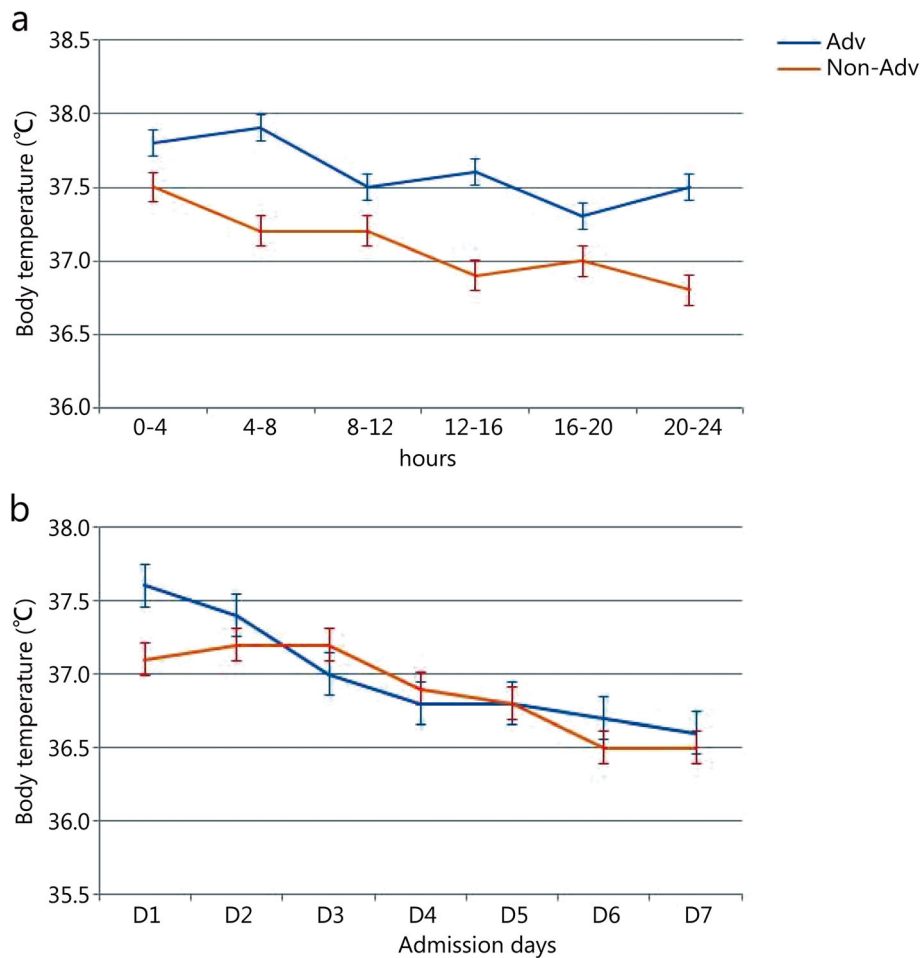 a
Adv
Non-Adv
Body temperature (℃)
38.5
38.0
37.5
37.0
36.5
36.0
0-4 4-8 8-12 12-16 16-20 20-24
hours
b
Body temperature (℃)
38.0
37.5
37.0
36.5
36.0
35.5
D1 D2 D3 D4 D5 D6 D7
Admission days